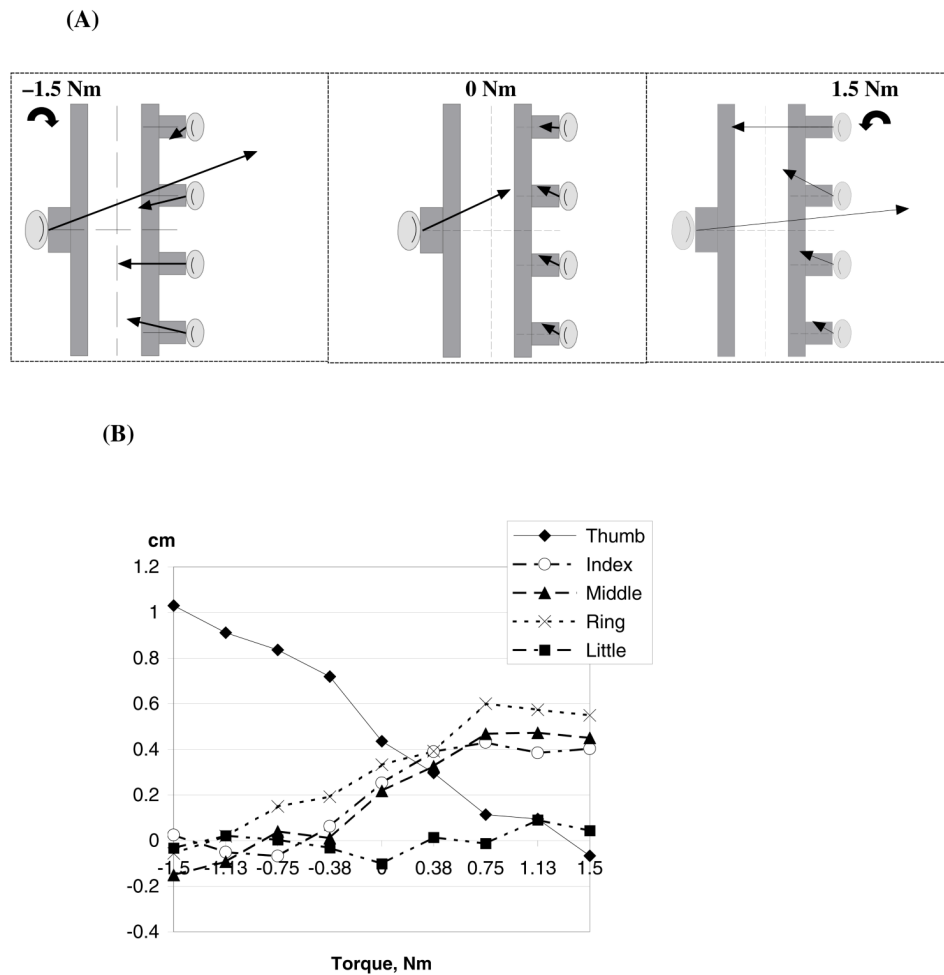 (A)
–1.5 Nm
0 Nm
1.5 Nm
(B)
cm
Thumb
Index
Middle
Ring
Little
1.2
1
0.8
0.6
0.4
0.2
0
-0.2
-0.4
-1.5 -1.13 -0.75 -0.38 0 0.38 0.75 1.13 1.5
Torque, Nm